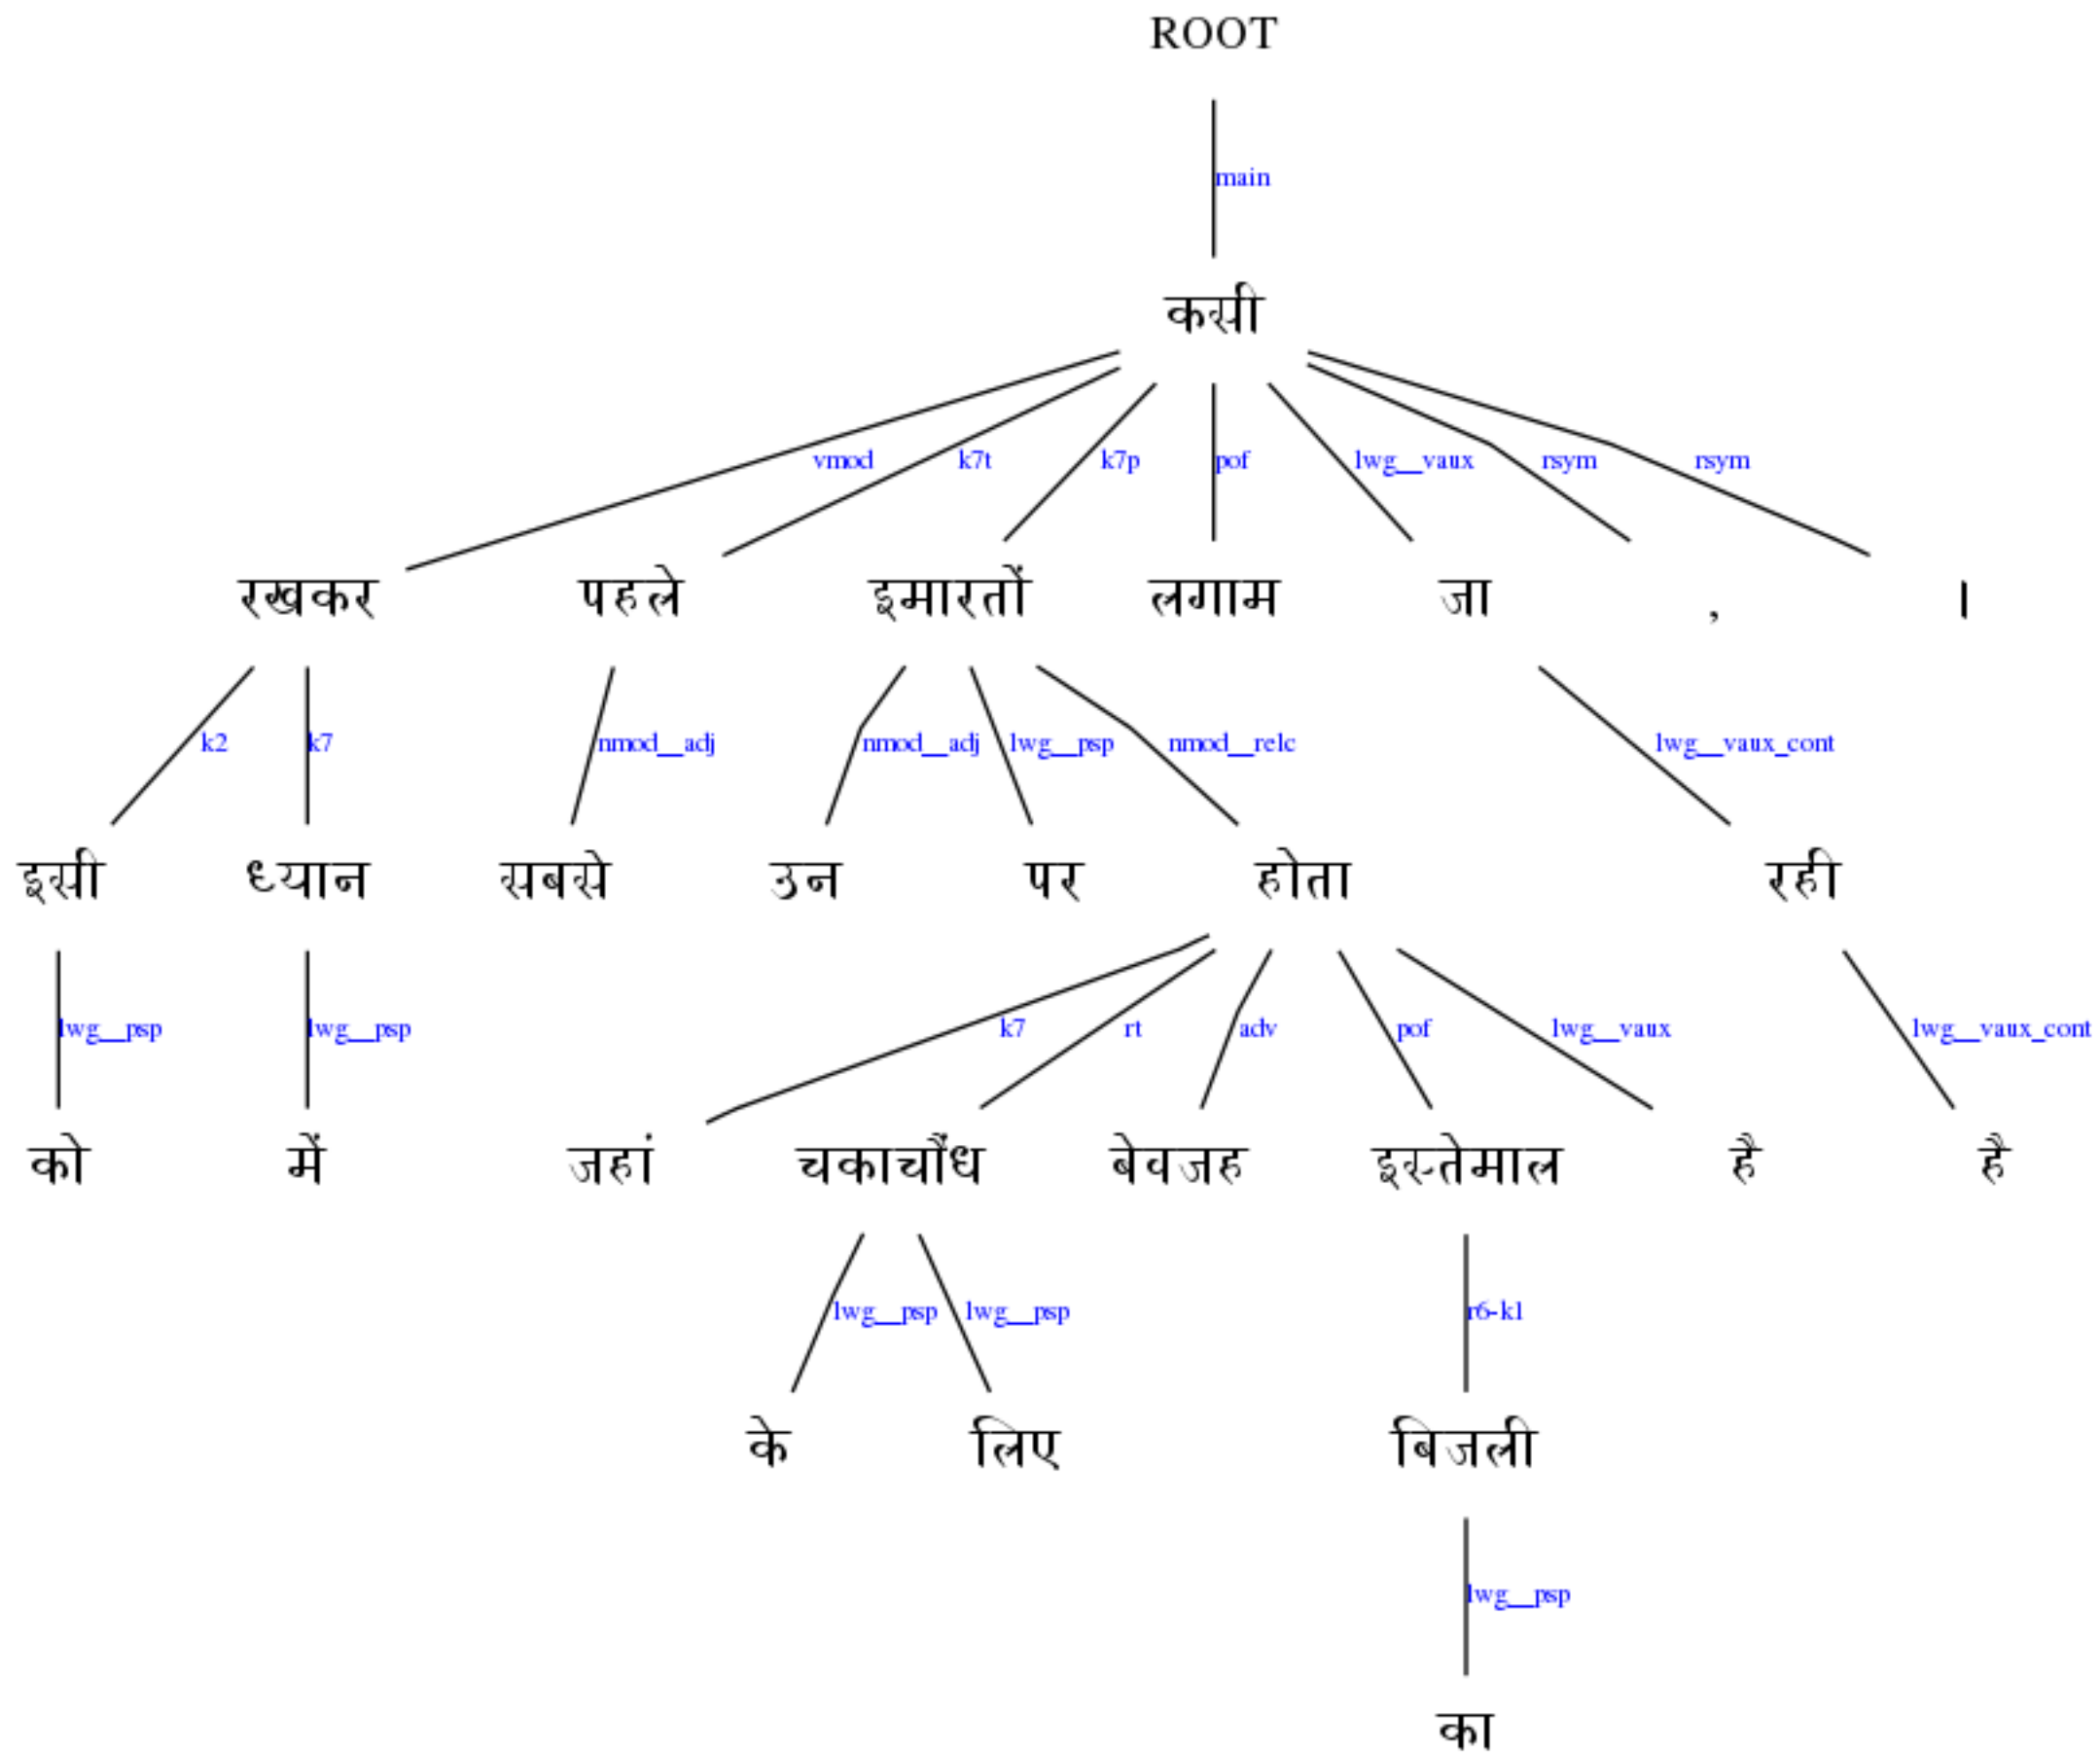 ROOT
main
कसी
vmod k7t k7p pof lwg__vaux rsym rsym
रखकर पहले इमारतों लगाम जा , ।
k2 k7 nmod__adj nmod__adj lwg__psp nmod__relc lwg__vaux_cont
इसी ध्यान सबसे उन पर होता रही
lwg__psp lwg__psp k7 rt adv pof lwg__vaux lwg__vaux_cont
को में जहां चकाचौंध बेवजह इस्तेमाल है है
lwg__psp lwg__psp r6-k1
के लिए बिजली
lwg__psp
का